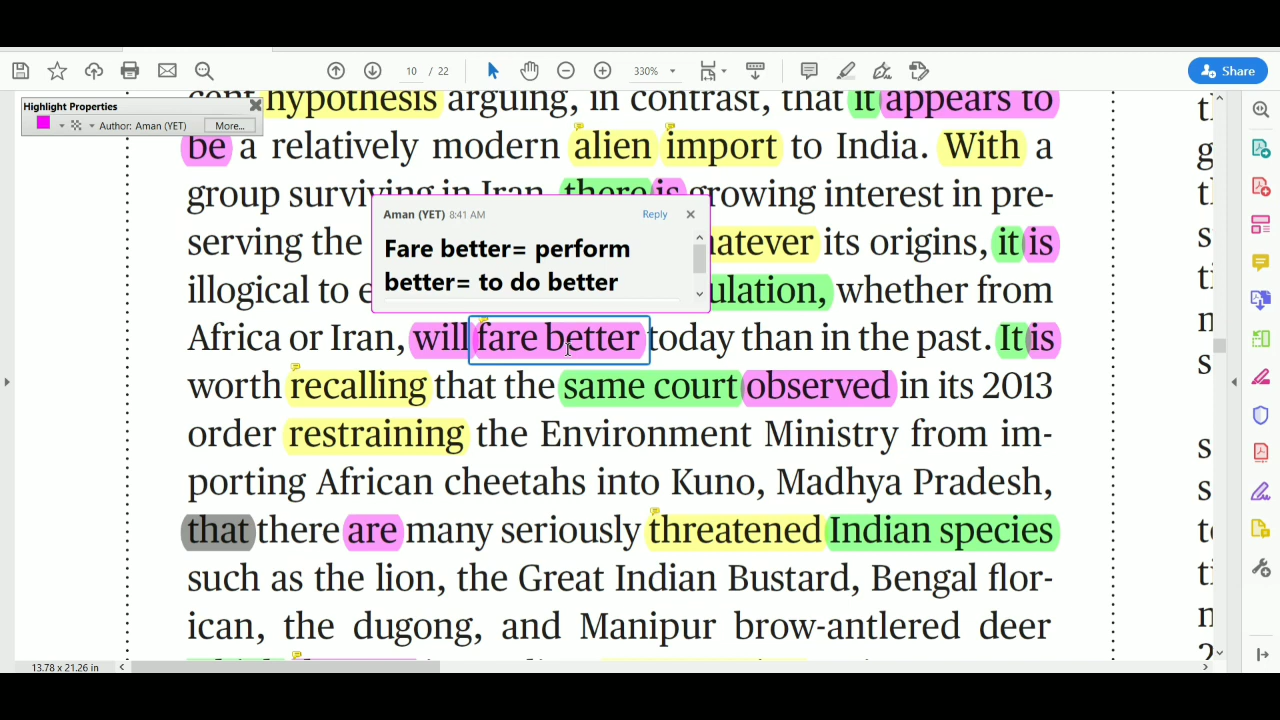 10 / 22
330%
Share
Highlight Properties
Author: Aman (YET) More...
hypothesis arguing, in contrast, that it appears to
be a relatively modern alien import to India. With a
group surviving in Iran, there is growing interest in pre-
serving the its origins, it is
illogical to whether from
Aman (YET) 8:41 AM Reply
Fare better= perform
better= to do better
Africa or Iran, will fare better today than in the past. It is
worth recalling that the same court observed in its 2013
order restraining the Environment Ministry from im-
porting African cheetahs into Kuno, Madhya Pradesh,
that there are many seriously threatened Indian species
such as the lion, the Great Indian Bustard, Bengal flor-
ican, the dugong, and Manipur brow-antlered deer
13.78 x 21.26 in